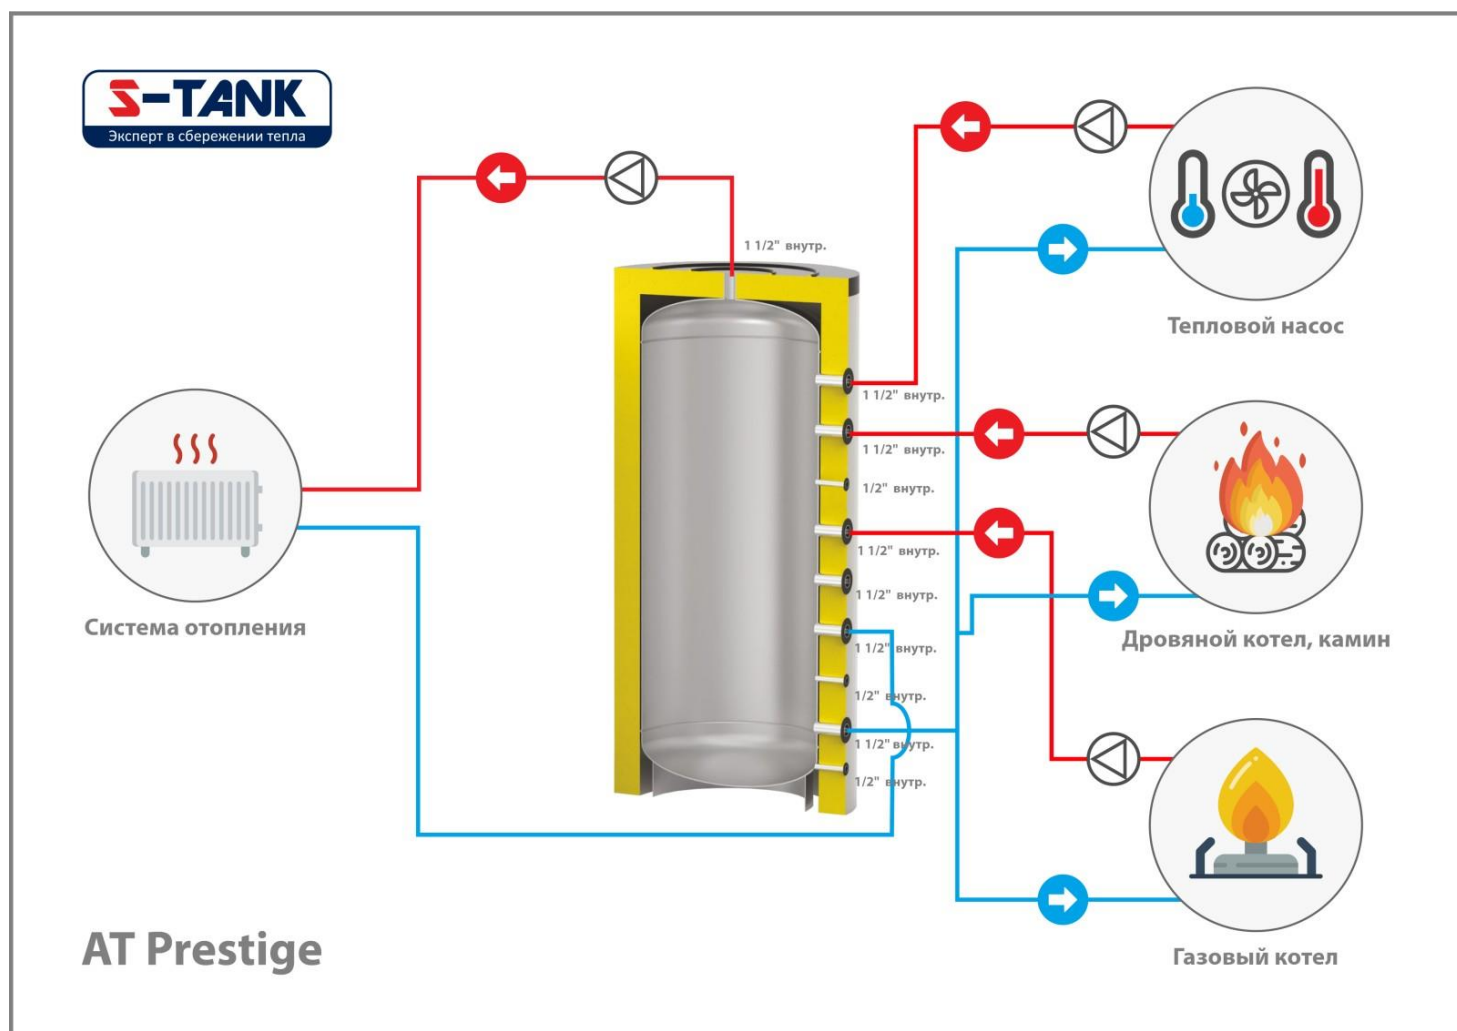 S-TANK
Эксперт в сбережении тепла
1 1/2" внутр.
Тепловой насос
1 1/2" внутр.
1 1/2" внутр.
1/2" внутр.
1 1/2" внутр.
1 1/2" внутр.
Система отопления
Дровяной котел, камин
1 1/2" внутр.
1/2" внутр.
1 1/2" внутр.
1/2" внутр.
AT Prestige
Газовый котел